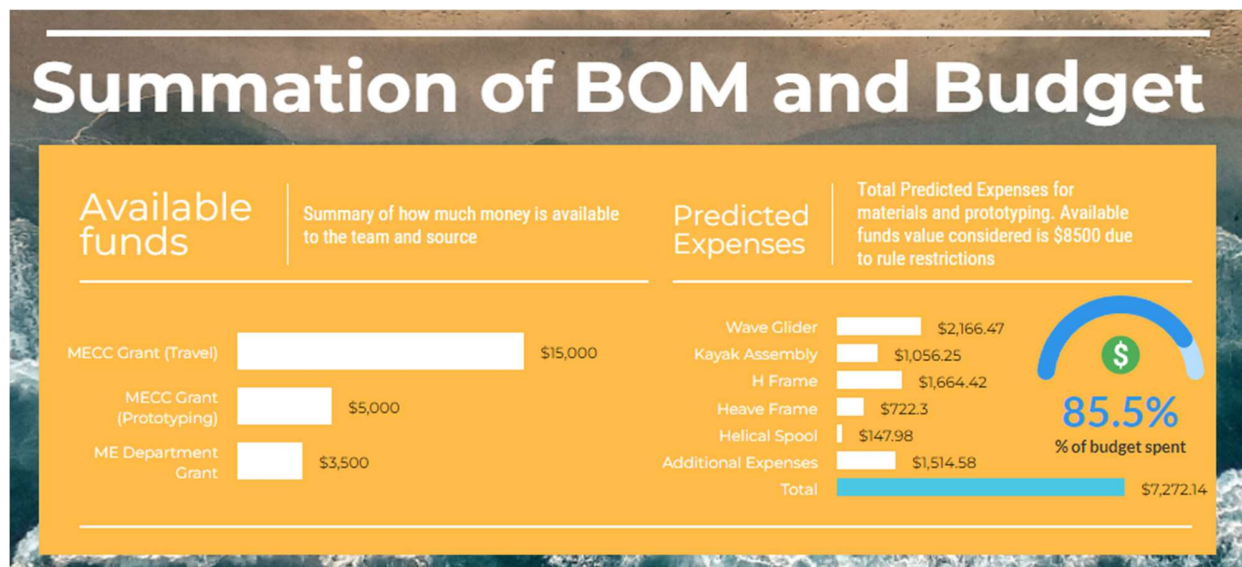 Summation of BOM and Budget
Available
funds
Summary of how much money is available
to the team and source
MECC Grant (Travel)
$15,000
MECC Grant
(Prototyping)
$5,000
ME Department
Grant
$3,500
Predicted
Expenses
Total Predicted Expenses for
materials and prototyping. Available
funds value considered is $8500 due
to rule restrictions
Wave Glider
$2,166.47
Kayak Assembly
$1,056.25
H Frame
$1,664.42
Heave Frame
$722.3
Helical Spool
$147.98
Additional Expenses
$1,514.58
Total
$7,272.14
$
85.5%
% of budget spent